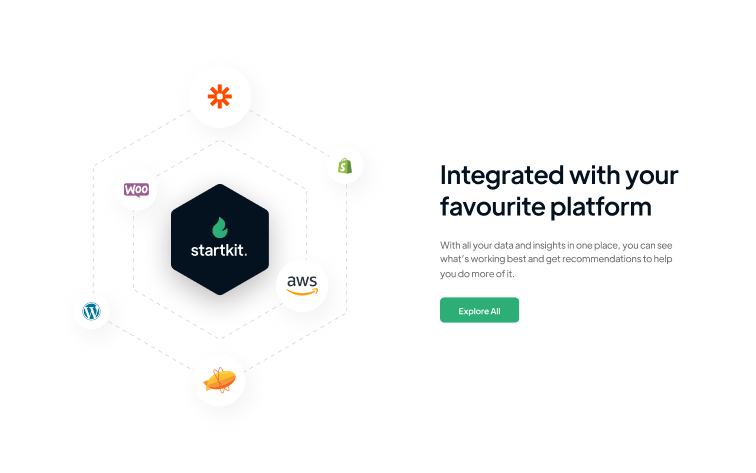 Woo
startkit.
aws
Integrated with your
favourite platform
With all your data and insights in one place, you can see
what's working best and get recommendations to help
you do more of it.
Explore All